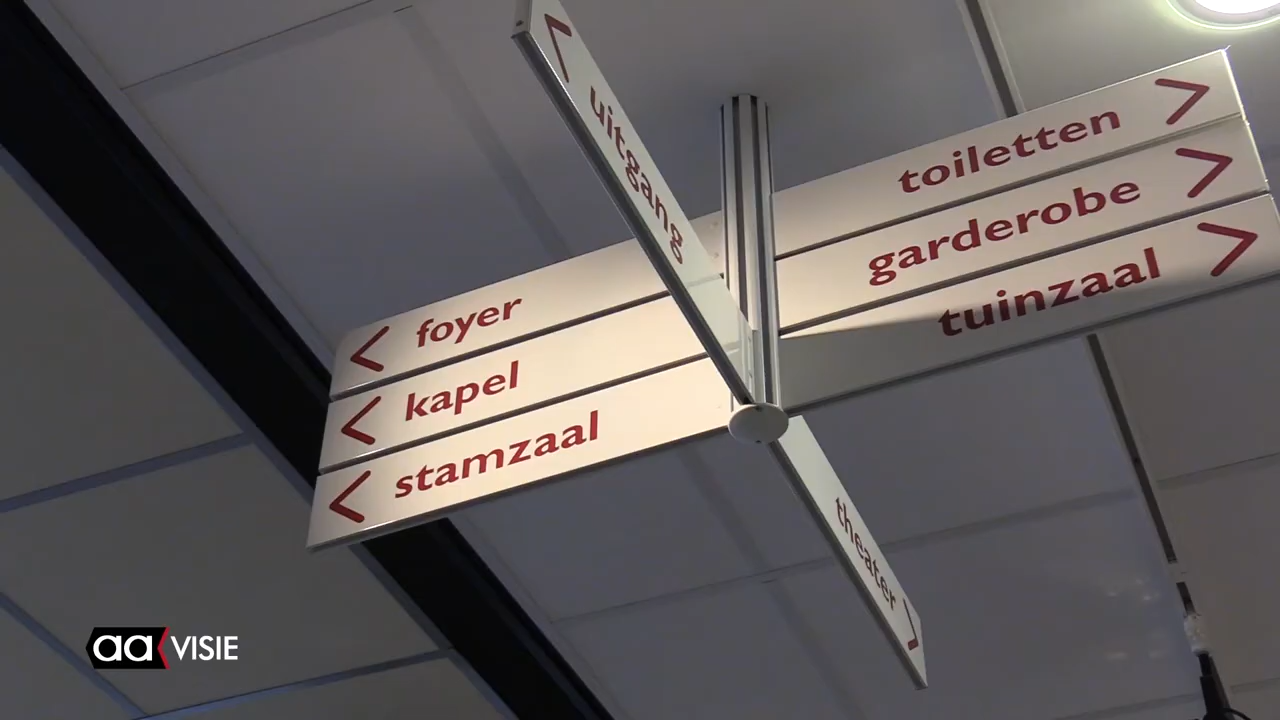 uitgang
toiletten
garderobe
tuinzaal
foyer
kapel
stamzaal
theater
aa VISIE